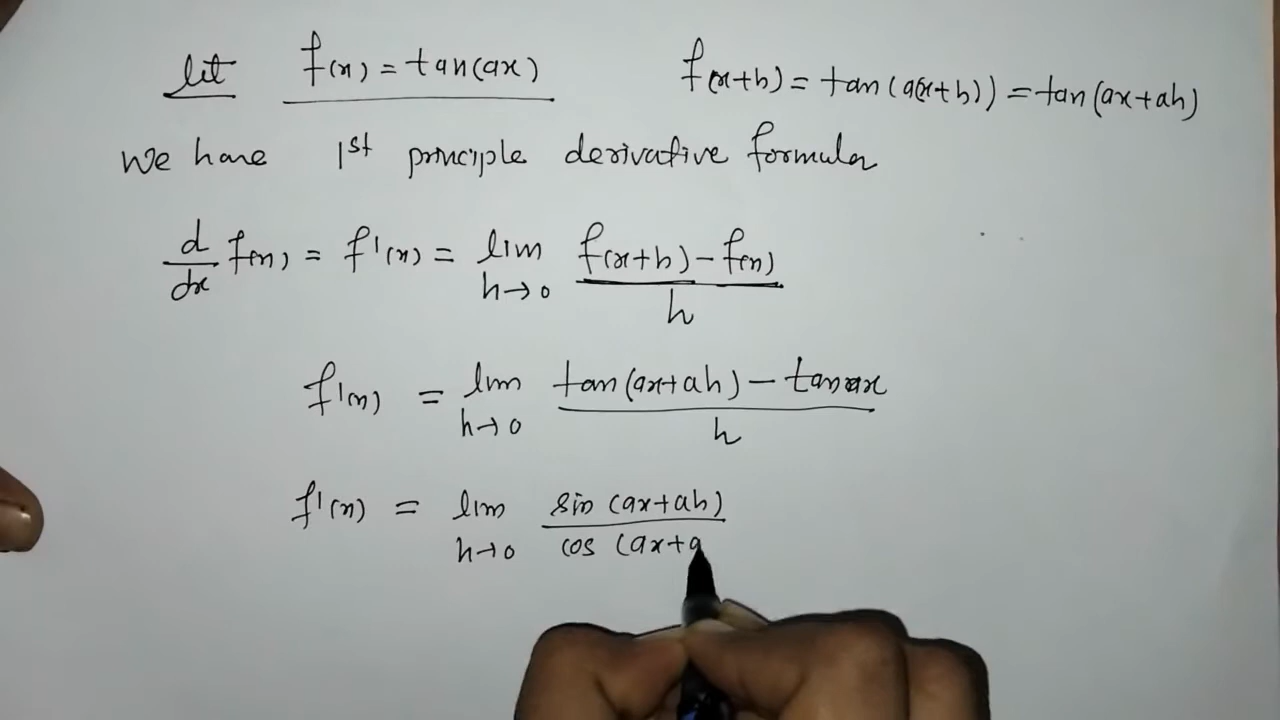 let f(x) = tan(ax) f(x+h) = tan(a(x+h)) = tan(ax+ah)
We have 1st principle derivative formula
d/dx f(x) = f'(x) = lim h→0 f(x+h) - f(x) / h
f'(x) = lim h→0 tan(ax+ah) - tan ax / h
f'(x) = lim h→0 sin (ax+ah) / cos (ax+a